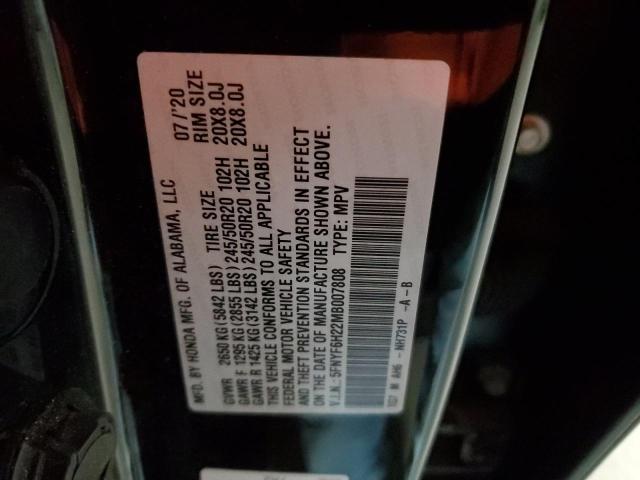 MFD. BY HONDA MFG. OF ALABAMA, LLC 07/'20
TIRE SIZE RIM SIZE
GVWR 2650 KG (5842 LBS)
GAWR F 1295 KG (2855 LBS) 245/50R20 102H 20X8.0J
GAWR R 1425 KG (3142 LBS) 245/50R20 102H 20X8.0J
THIS VEHICLE CONFORMS TO ALL APPLICABLE
FEDERAL MOTOR VEHICLE SAFETY
AND THEFT PREVENTION STANDARDS IN EFFECT
ON THE DATE OF MANUFACTURE SHOWN ABOVE.
V.I.N.: 5FNYF6H22MB007808 TYPE: MPV
M AH6 - NH731P -A-B